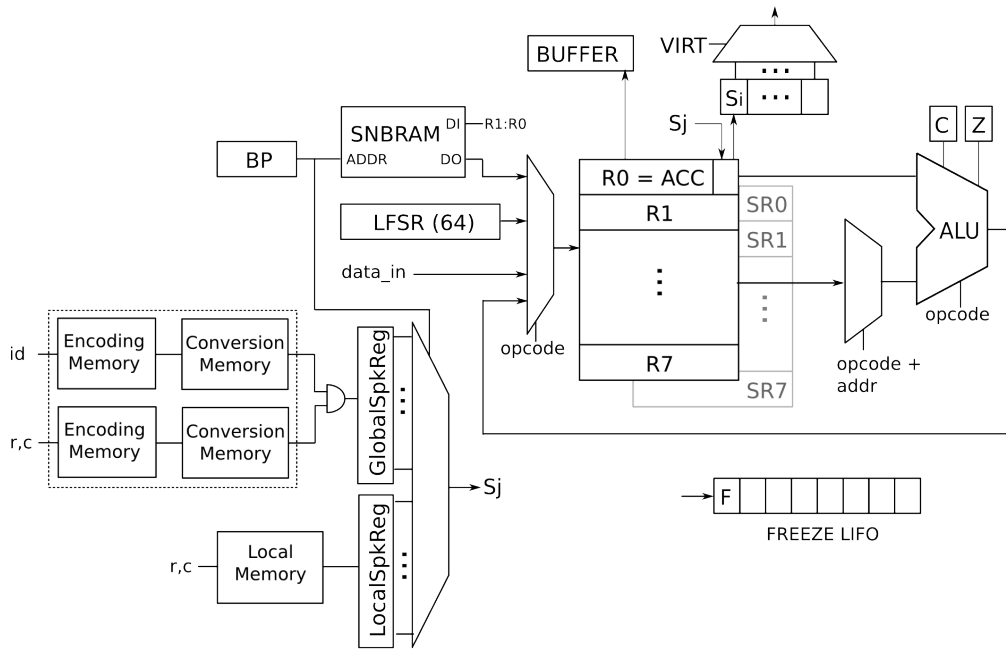 VIRT
BUFFER
Si
Sj
C
Z
SNBRAM
DI
R1:R0
ADDR
DO
BP
R0 = ACC
R1
R7
SR0
SR1
SR7
ALU
LFSR (64)
data_in
opcode
opcode
opcode +
addr
id
Encoding
Memory
Conversion
Memory
r,c
Encoding
Memory
Conversion
Memory
GlobalSpkReg
LocalSpkReg
Sj
r,c
Local
Memory
F
FREEZE LIFO